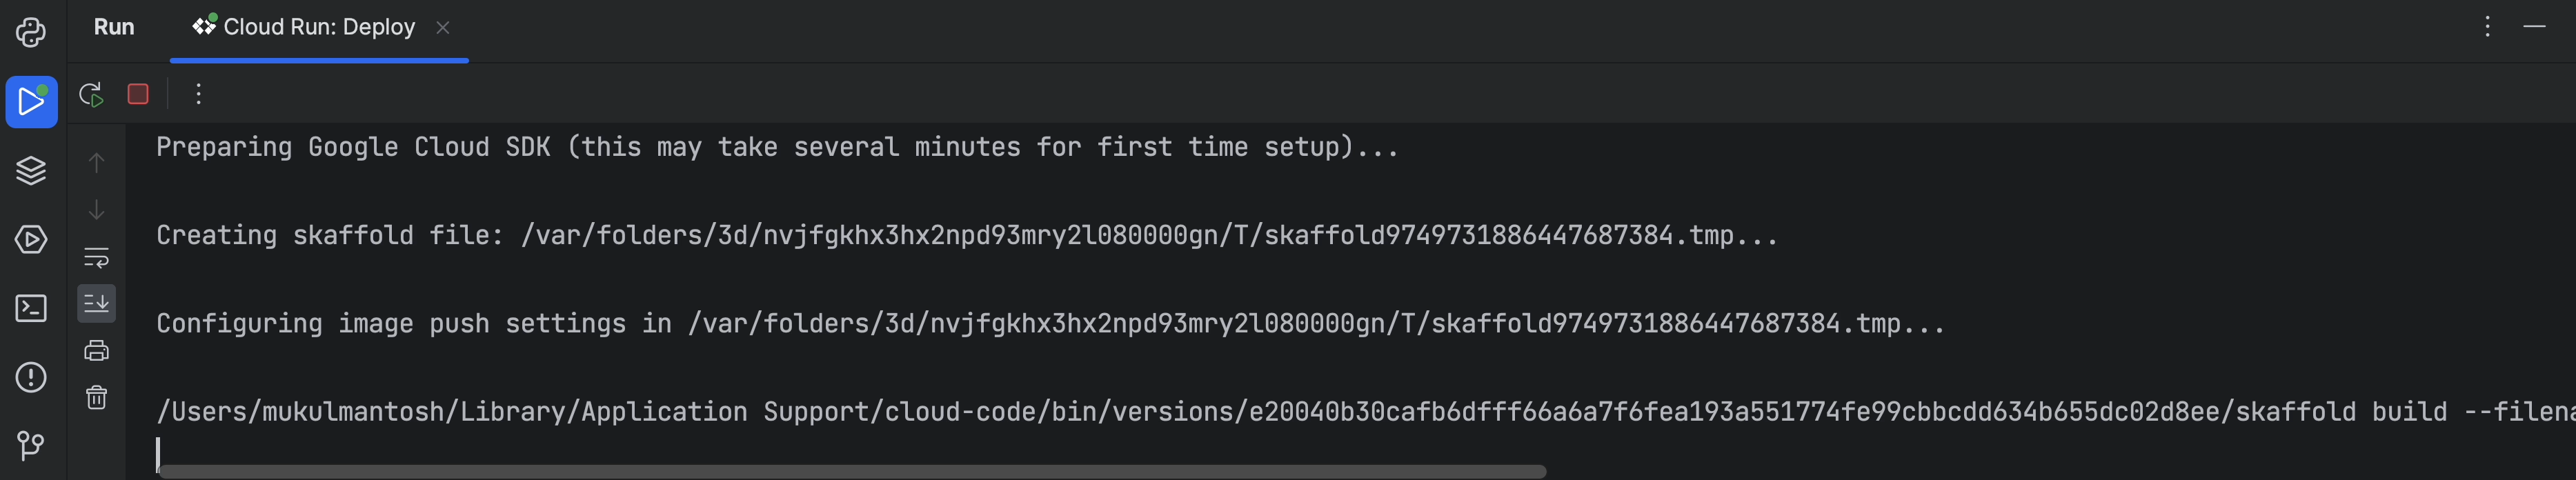 Run
Cloud Run: Deploy
Preparing Google Cloud SDK (this may take several minutes for first time setup)...
Creating skaffold file: /var/folders/3d/nvjfgkhx3hx2npd93mry2l080000gn/T/skaffold9749731886447687384.tmp...
Configuring image push settings in /var/folders/3d/nvjfgkhx3hx2npd93mry2l080000gn/T/skaffold9749731886447687384.tmp...
/Users/mukulmantosh/Library/Application Support/cloud-code/bin/versions/e20040b30cafb6dfff66a6a7f6fea193a551774fe99cbbcdd634b655dc02d8ee/skaffold build --filena